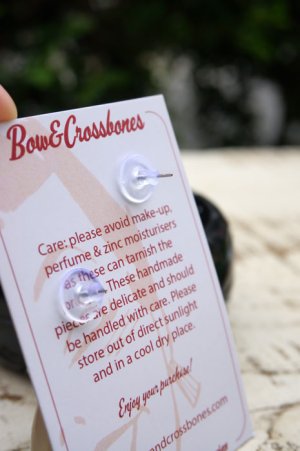 Bow&Crossbones
Care: please avoid make-up,
perfume & zinc moisturisers
as these can tarnish the
These handmade
pieces are delicate and should
be handled with care. Please
store out of direct sunlight
and in a cool dry place.
Enjoy your purchase!
andcrossbones.com